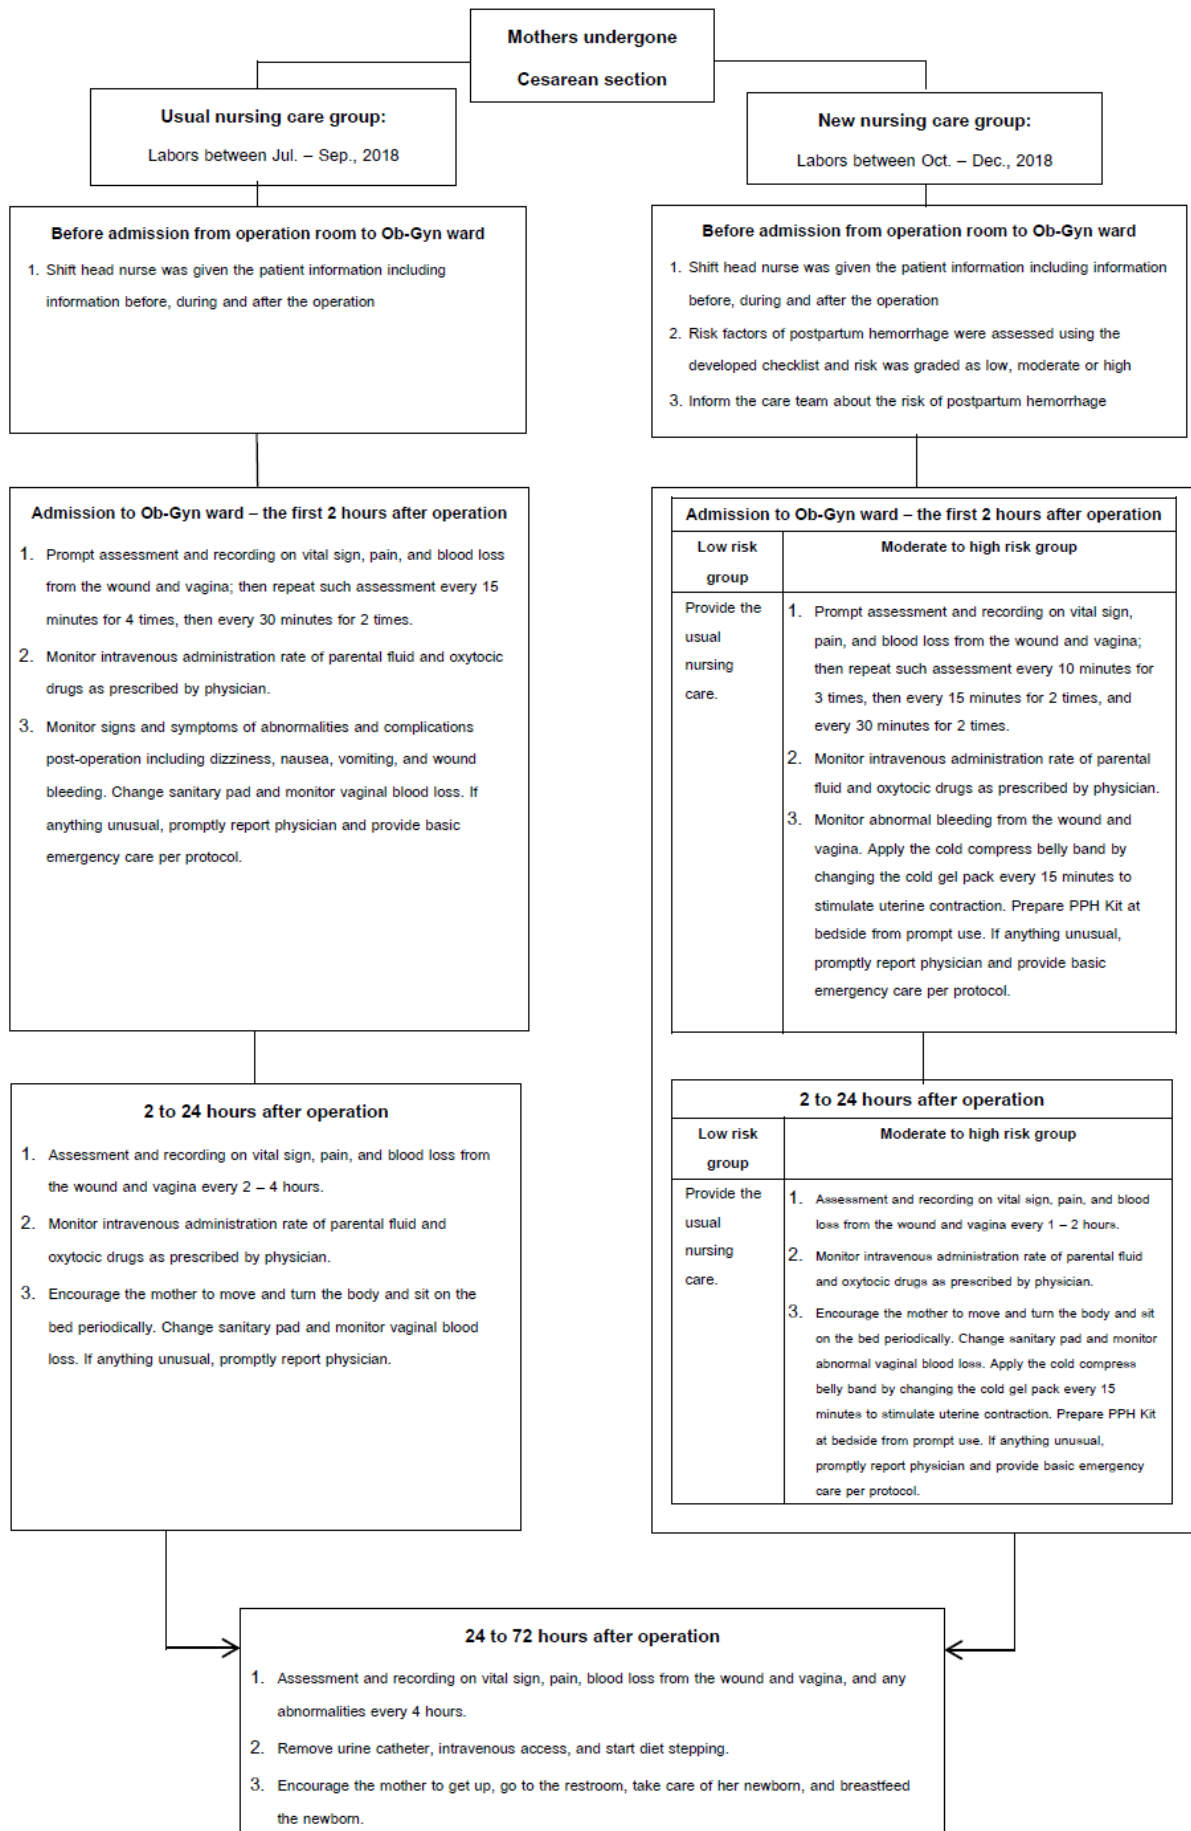 Mothers undergone
Cesarean section
Usual nursing care group:
Labors between Jul. – Sep., 2018
New nursing care group:
Labors between Oct. – Dec., 2018
Before admission from operation room to Ob-Gyn ward
1. Shift head nurse was given the patient information including
information before, during and after the operation
Before admission from operation room to Ob-Gyn ward
1. Shift head nurse was given the patient information including information
before, during and after the operation
2. Risk factors of postpartum hemorrhage were assessed using the
developed checklist and risk was graded as low, moderate or high
3. Inform the care team about the risk of postpartum hemorrhage
Admission to Ob-Gyn ward – the first 2 hours after operation
1. Prompt assessment and recording on vital sign, pain, and blood loss
from the wound and vagina; then repeat such assessment every 15
minutes for 4 times, then every 30 minutes for 2 times.
2. Monitor intravenous administration rate of parental fluid and oxytocic
drugs as prescribed by physician.
3. Monitor signs and symptoms of abnormalities and complications
post-operation including dizziness, nausea, vomiting, and wound
bleeding. Change sanitary pad and monitor vaginal blood loss. If
anything unusual, promptly report physician and provide basic
emergency care per protocol.
Admission to Ob-Gyn ward – the first 2 hours after operation
Low risk
group
Moderate to high risk group
Provide the
usual
nursing
care.
1. Prompt assessment and recording on vital sign,
pain, and blood loss from the wound and vagina;
then repeat such assessment every 10 minutes for
3 times, then every 15 minutes for 2 times, and
every 30 minutes for 2 times.
2. Monitor intravenous administration rate of parental
fluid and oxytocic drugs as prescribed by physician.
3. Monitor abnormal bleeding from the wound and
vagina. Apply the cold compress belly band by
changing the cold gel pack every 15 minutes to
stimulate uterine contraction. Prepare PPH Kit at
bedside from prompt use. If anything unusual,
promptly report physician and provide basic
emergency care per protocol.
2 to 24 hours after operation
1. Assessment and recording on vital sign, pain, and blood loss from
the wound and vagina every 2 – 4 hours.
2. Monitor intravenous administration rate of parental fluid and
oxytocic drugs as prescribed by physician.
3. Encourage the mother to move and turn the body and sit on the
bed periodically. Change sanitary pad and monitor vaginal blood
loss. If anything unusual, promptly report physician.
2 to 24 hours after operation
Low risk
group
Moderate to high risk group
Provide the
usual
nursing
care.
1. Assessment and recording on vital sign, pain, and blood
loss from the wound and vagina every 1 – 2 hours.
2. Monitor intravenous administration rate of parental fluid
and oxytocic drugs as prescribed by physician.
3. Encourage the mother to move and turn the body and sit
on the bed periodically. Change sanitary pad and monitor
abnormal vaginal blood loss. Apply the cold compress
belly band by changing the cold gel pack every 15
minutes to stimulate uterine contraction. Prepare PPH Kit
at bedside from prompt use. If anything unusual,
promptly report physician and provide basic emergency
care per protocol.
24 to 72 hours after operation
1. Assessment and recording on vital sign, pain, blood loss from the wound and vagina, and any
abnormalities every 4 hours.
2. Remove urine catheter, intravenous access, and start diet stepping.
3. Encourage the mother to get up, go to the restroom, take care of her newborn, and breastfeed
the newborn.